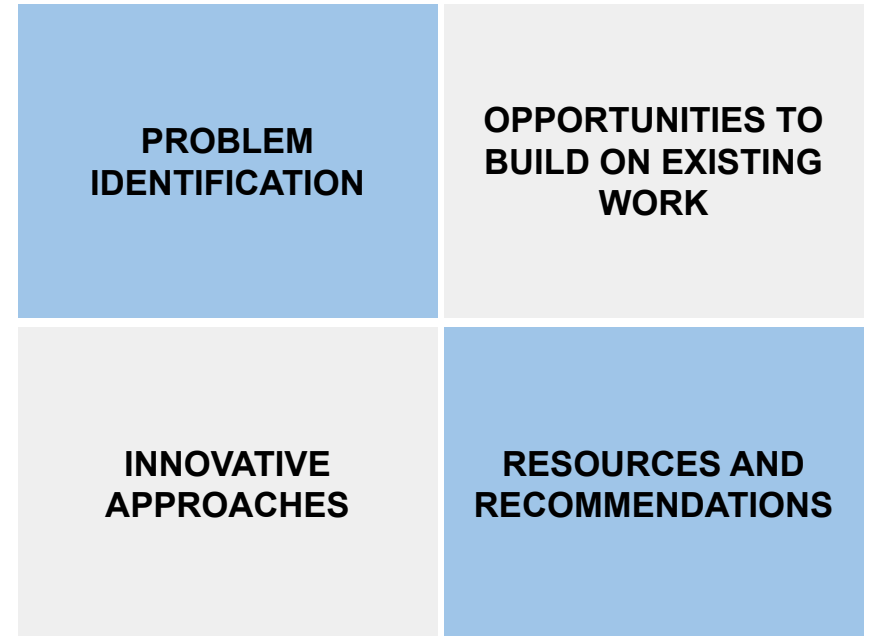 PROBLEM
IDENTIFICATION
OPPORTUNITIES TO
BUILD ON EXISTING
WORK
INNOVATIVE
APPROACHES
RESOURCES AND
RECOMMENDATIONS